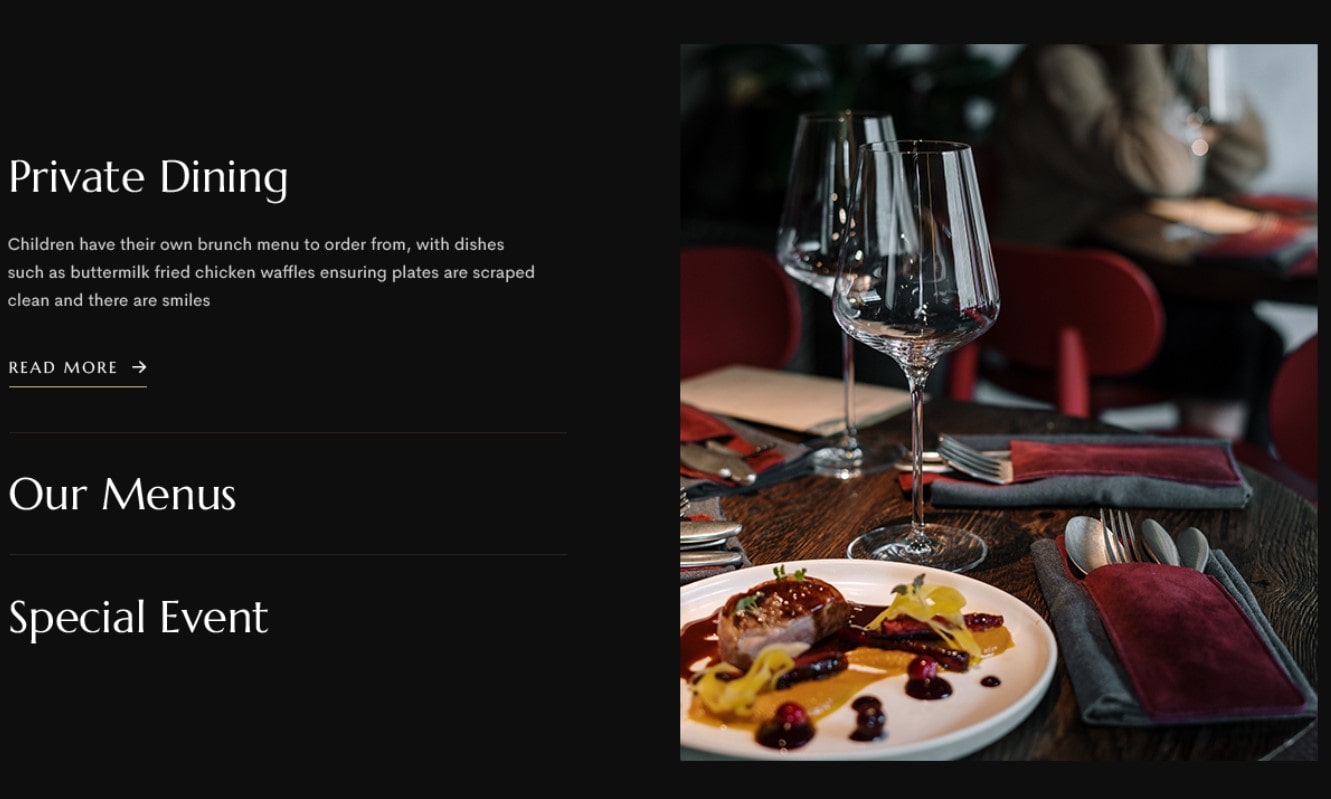 Private Dining
Children have their own brunch menu to order from, with dishes
such as buttermilk fried chicken waffles ensuring plates are scraped
clean and there are smiles
READ MORE →
Our Menus
Special Event